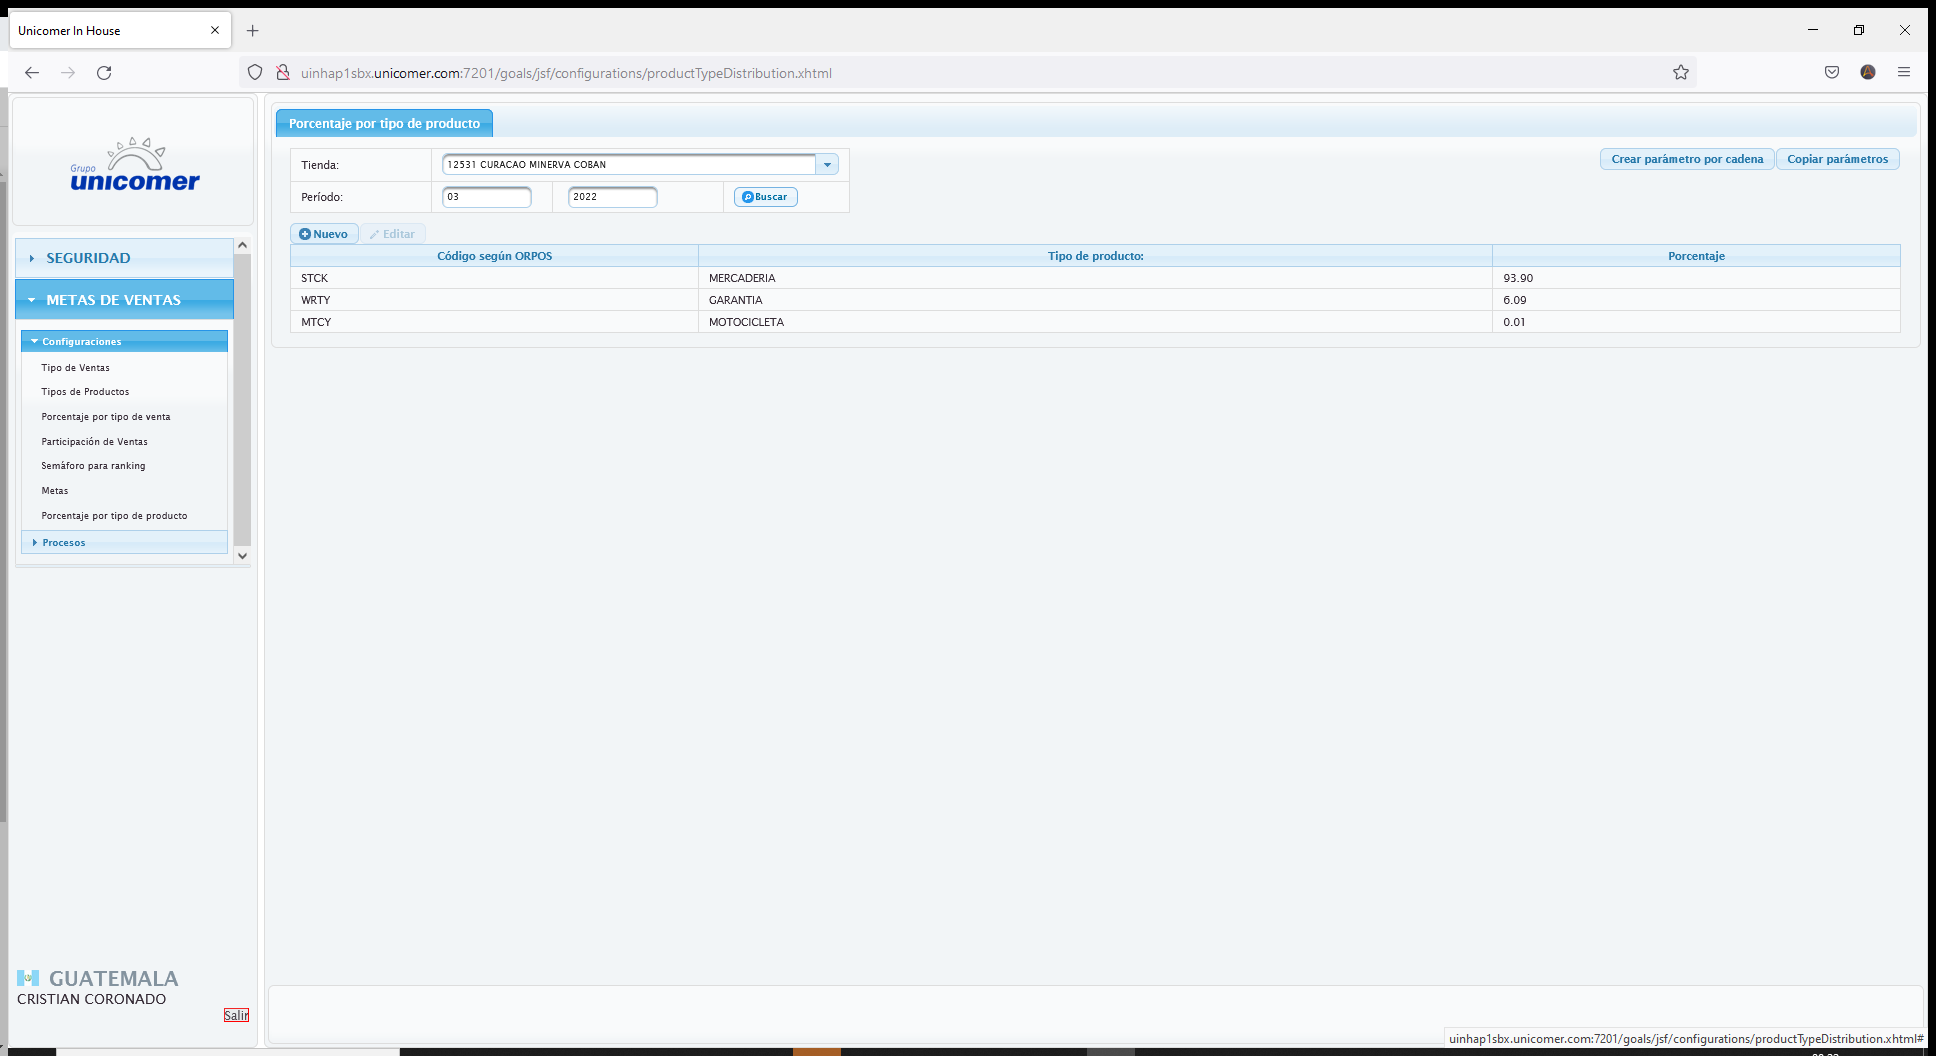 Unicomer In House
uinhap1sbx.unicomer.com:7201/goals/jsf/configurations/productTypeDistribution.xhtml
Grupo
unicomer
SEGURIDAD
METAS DE VENTAS
Configuraciones
Tipo de Ventas
Tipos de Productos
Porcentaje por tipo de venta
Participación de Ventas
Semáforo para ranking
Metas
Porcentaje por tipo de producto
Procesos
GUATEMALA
CRISTIAN CORONADO
Salir
Porcentaje por tipo de producto
Tienda: 12531 CURACAO MINERVA COBAN
Crear parámetro por cadena Copiar parámetros
Período: 03 2022 Buscar
Nuevo Editar
Código según ORPOS Tipo de producto: Porcentaje
STCK MERCADERIA 93.90
WRTY GARANTIA 6.09
MTCY MOTOCICLETA 0.01
uinhap1sbx.unicomer.com:7201/goals/jsf/configurations/productTypeDistribution.xhtml#